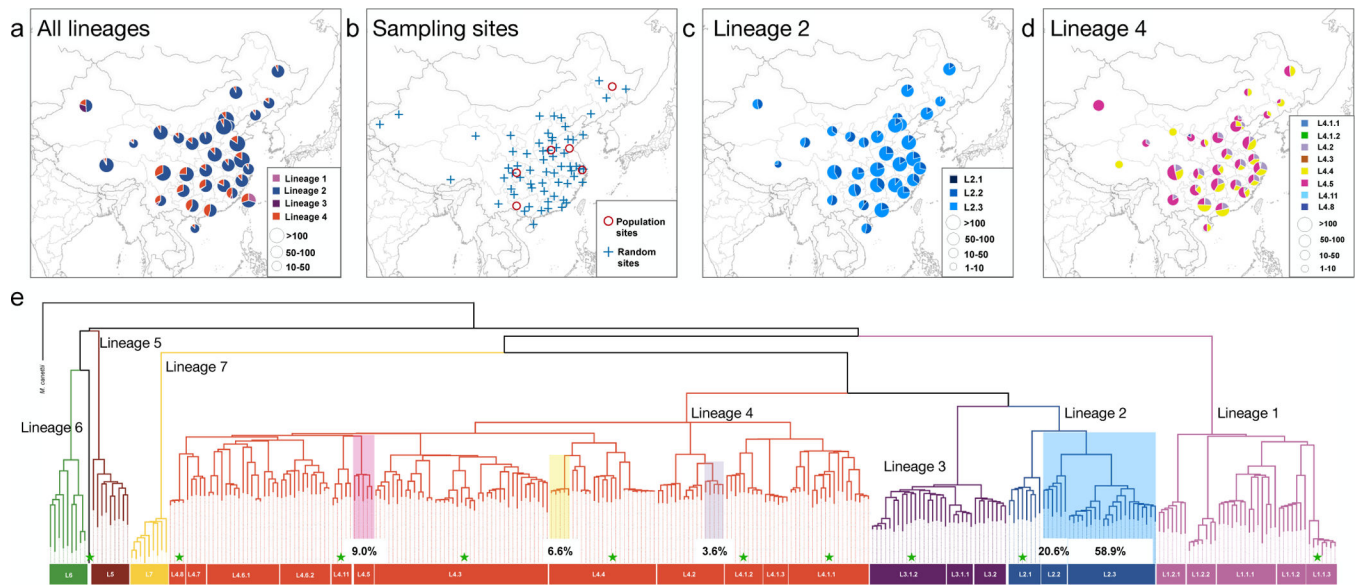 a All lineages
Lineage 1
Lineage 2
Lineage 3
Lineage 4
>100
50-100
10-50
b Sampling sites
Population
sites
Random
sites
c Lineage 2
L2.1
L2.2
L2.3
>100
50-100
10-50
1-10
d Lineage 4
L4.1.1
L4.1.2
L4.2
L4.3
L4.4
L4.5
L4.11
L4.8
>100
50-100
10-50
1-10
e
M. canettii
Lineage 5
Lineage 7
Lineage 6
Lineage 4
Lineage 3
Lineage 2
Lineage 1
9.0% 6.6% 3.6% 20.6% 58.9%
L6 L5 L7 L4.8 L4.7 L4.6.1 L4.6.2 L4.11 L4.5 L4.3 L4.4 L4.2 L4.1.2 L4.1.3 L4.1.1 L3.1.2 L3.1.1 L3.2 L2.1 L2.2 L2.3 L1.2.1 L1.2.2 L1.1.1 L1.1.2 L1.1.3